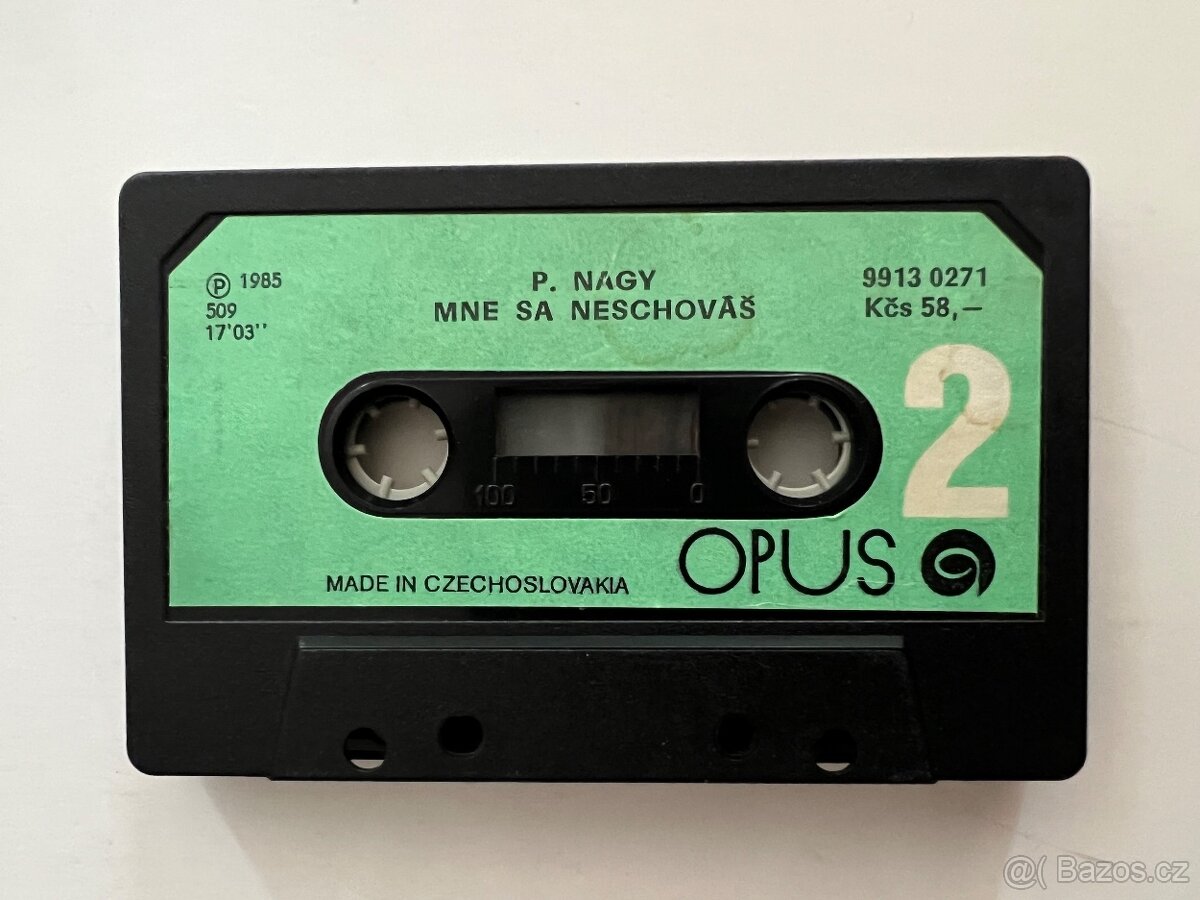 Ⓟ 1985
509
17'03''
P. NAGY
MNE SA NESCHOVÁŠ
9913 0271
Kčs 58,—
2
100 50 0
OPUS
MADE IN CZECHOSLOVAKIA
@( Bazos.cz